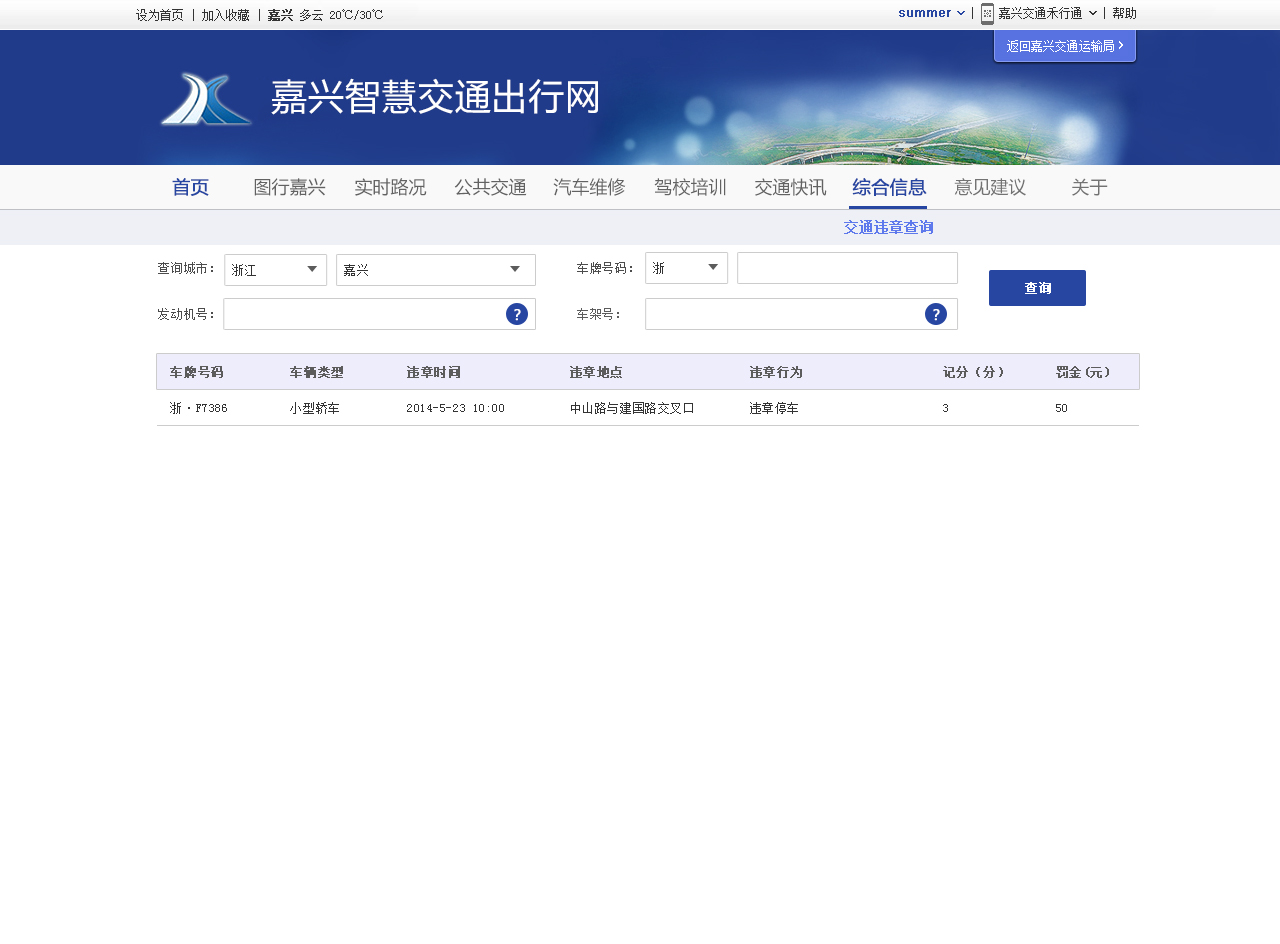 设为首页 | 加入收藏 | 嘉兴 多云 20℃/30℃
summer | 嘉兴交通禾行通 | 帮助
返回嘉兴交通运输局
嘉兴智慧交通出行网
首页 图行嘉兴 实时路况 公共交通 汽车维修 驾校培训 交通快讯 综合信息 意见建议 关于
交通违章查询
查询城市： 浙江 嘉兴 车牌号码： 浙
查询
发动机号： ? 车架号： ?
车牌号码 车辆类型 违章时间 违章地点 违章行为 记分（分） 罚金(元)
浙·F7386 小型轿车 2014-5-23 10:00 中山路与建国路交叉口 违章停车 3 50